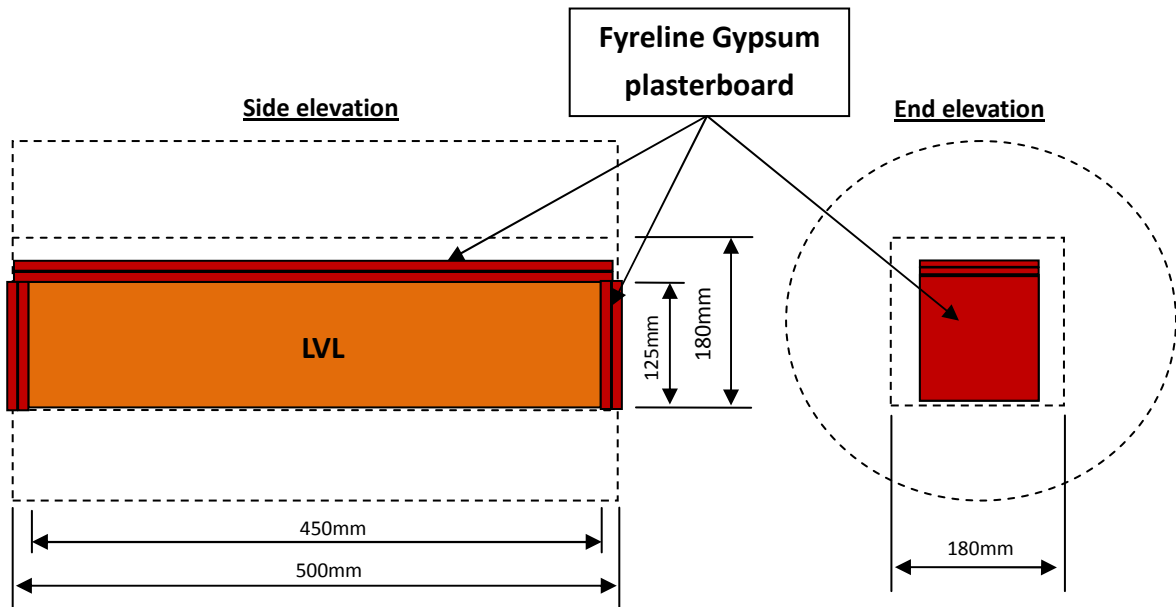 Fyreline Gypsum
plasterboard
Side elevation
End elevation
LVL
125mm
180mm
450mm
500mm
180mm